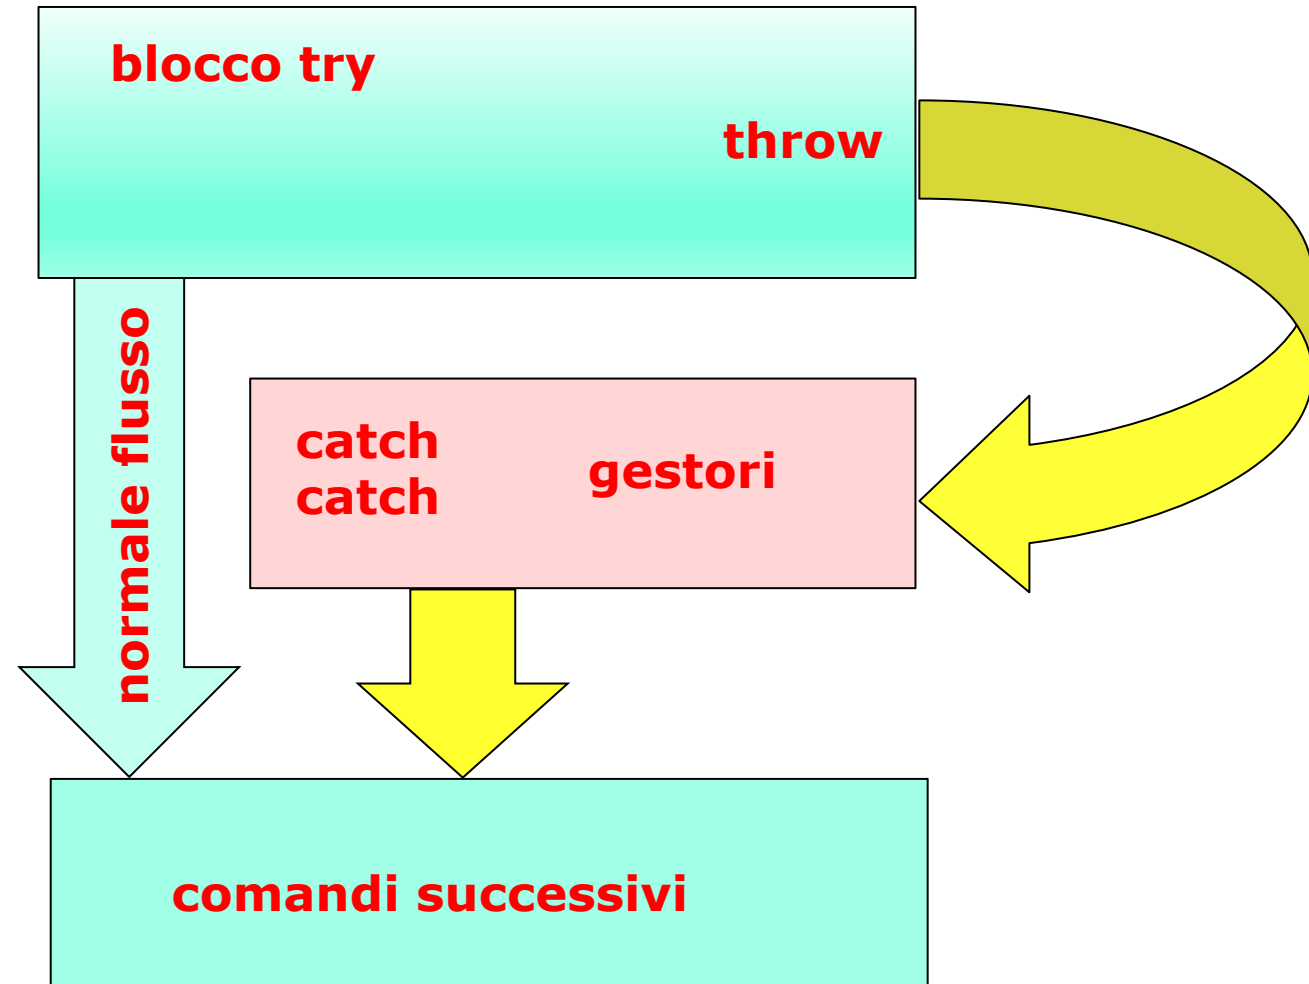 blocco try
throw
normale flusso
catch
catch
gestori
comandi successivi